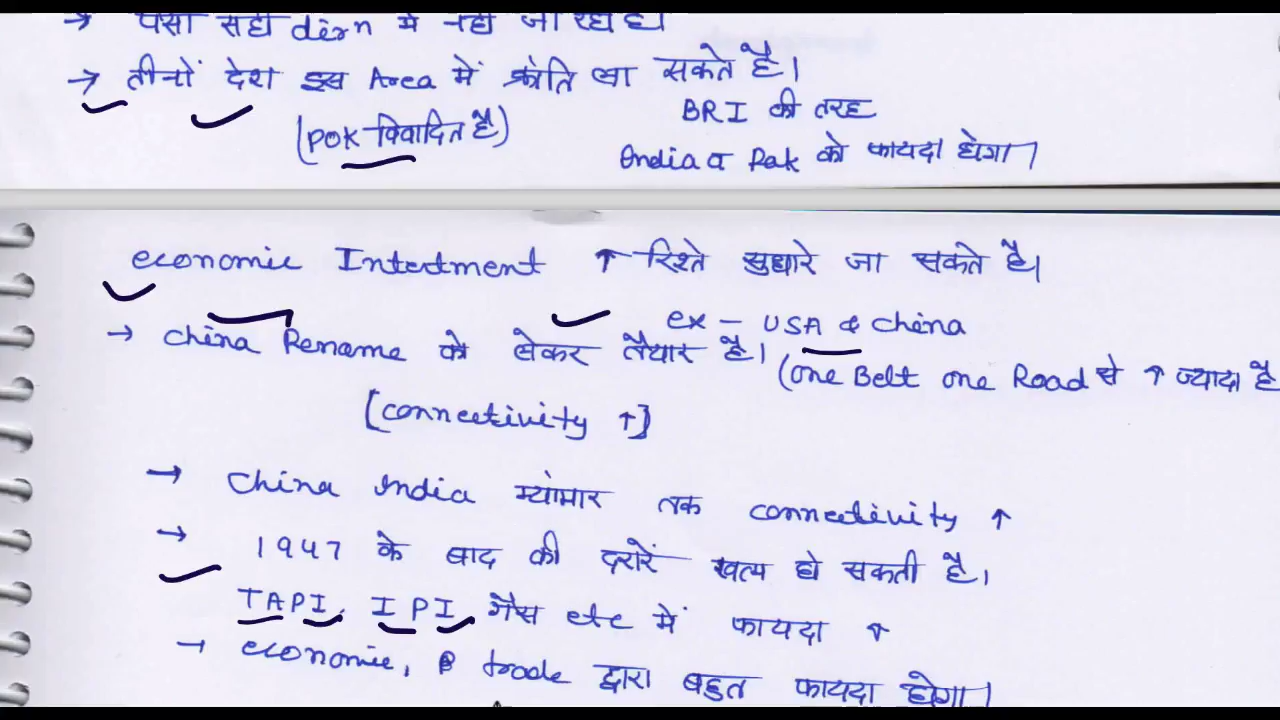 → पैसा सही dirn में नहीं जा रहा है।
→ तीनों देश इस Area में क्रांति ला सकते है।
(POK विवादित है)
BRI की तरह
India व Pak को फायदा होगा।
economic Intedment ↑ रिश्ते सुधारे जा सकते है।
ex - USA & China
→ China Rename को लेकर तैयार है।
(one Belt one Road से ↑ ज्यादा है
[connectivity ↑]
→ China India म्यांमार तक connectivity ↑
→ 1947 के बाद की दरारें खत्म हो सकती है।
TAPI, IPI गैस etc में फायदा ↑
→ economic, trade द्वारा बहुत फायदा होगा।